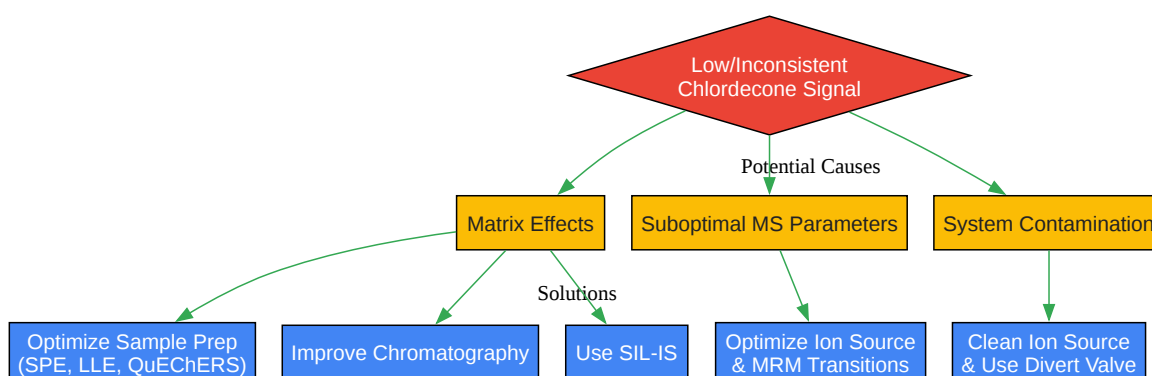 Low/Inconsistent
Chlordecone Signal
Potential Causes
Matrix Effects
Suboptimal MS Parameters
System Contamination
Solutions
Optimize Sample Prep
(SPE, LLE, QuEChERS)
Improve Chromatography
Use SIL-IS
Optimize Ion Source
& MRM Transitions
Clean Ion Source
& Use Divert Valve